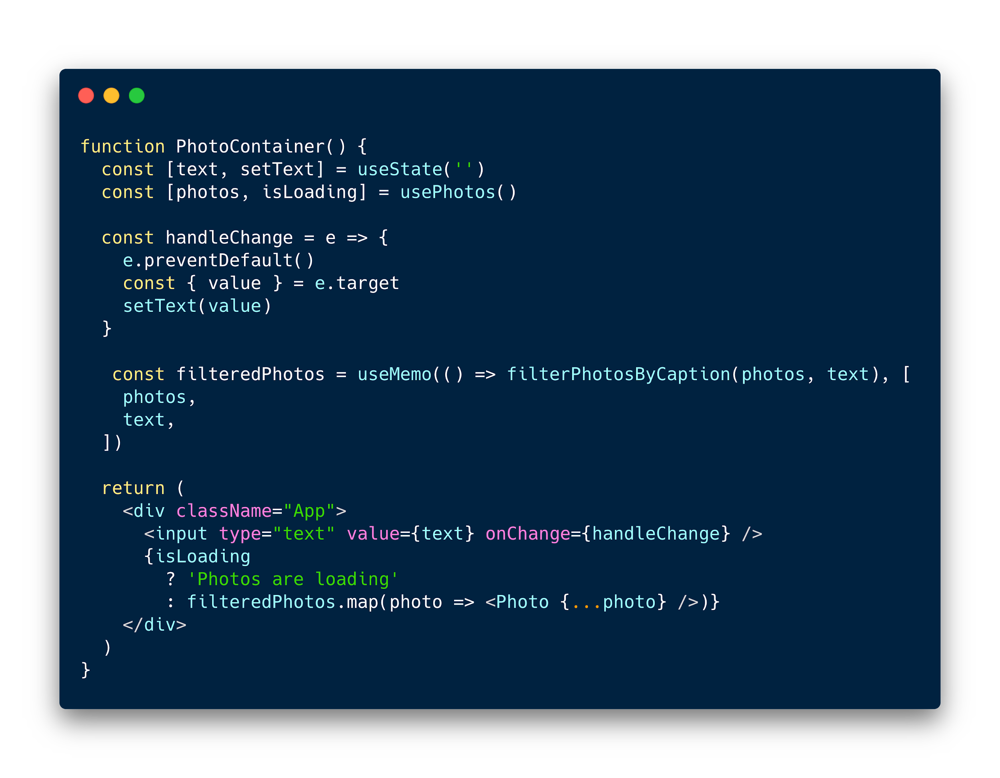 function PhotoContainer() {
  const [text, setText] = useState('')
  const [photos, isLoading] = usePhotos()

  const handleChange = e => {
    e.preventDefault()
    const { value } = e.target
    setText(value)
  }

   const filteredPhotos = useMemo(() => filterPhotosByCaption(photos, text), [
    photos,
    text,
  ])

  return (
    <div className="App">
      <input type="text" value={text} onChange={handleChange} />
      {isLoading
        ? 'Photos are loading'
        : filteredPhotos.map(photo => <Photo {...photo} />)}
    </div>
  )
}